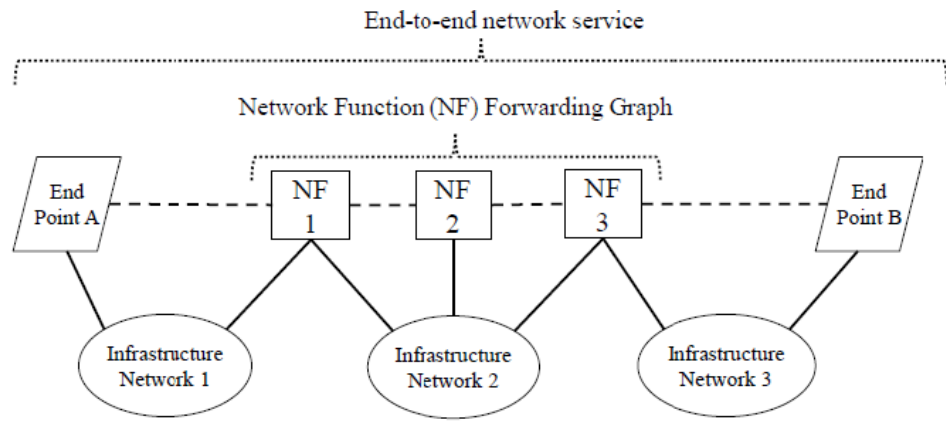 End-to-end network service
Network Function (NF) Forwarding Graph
End
Point A
NF
1
NF
2
NF
3
End
Point B
Infrastructure
Network 1
Infrastructure
Network 2
Infrastructure
Network 3